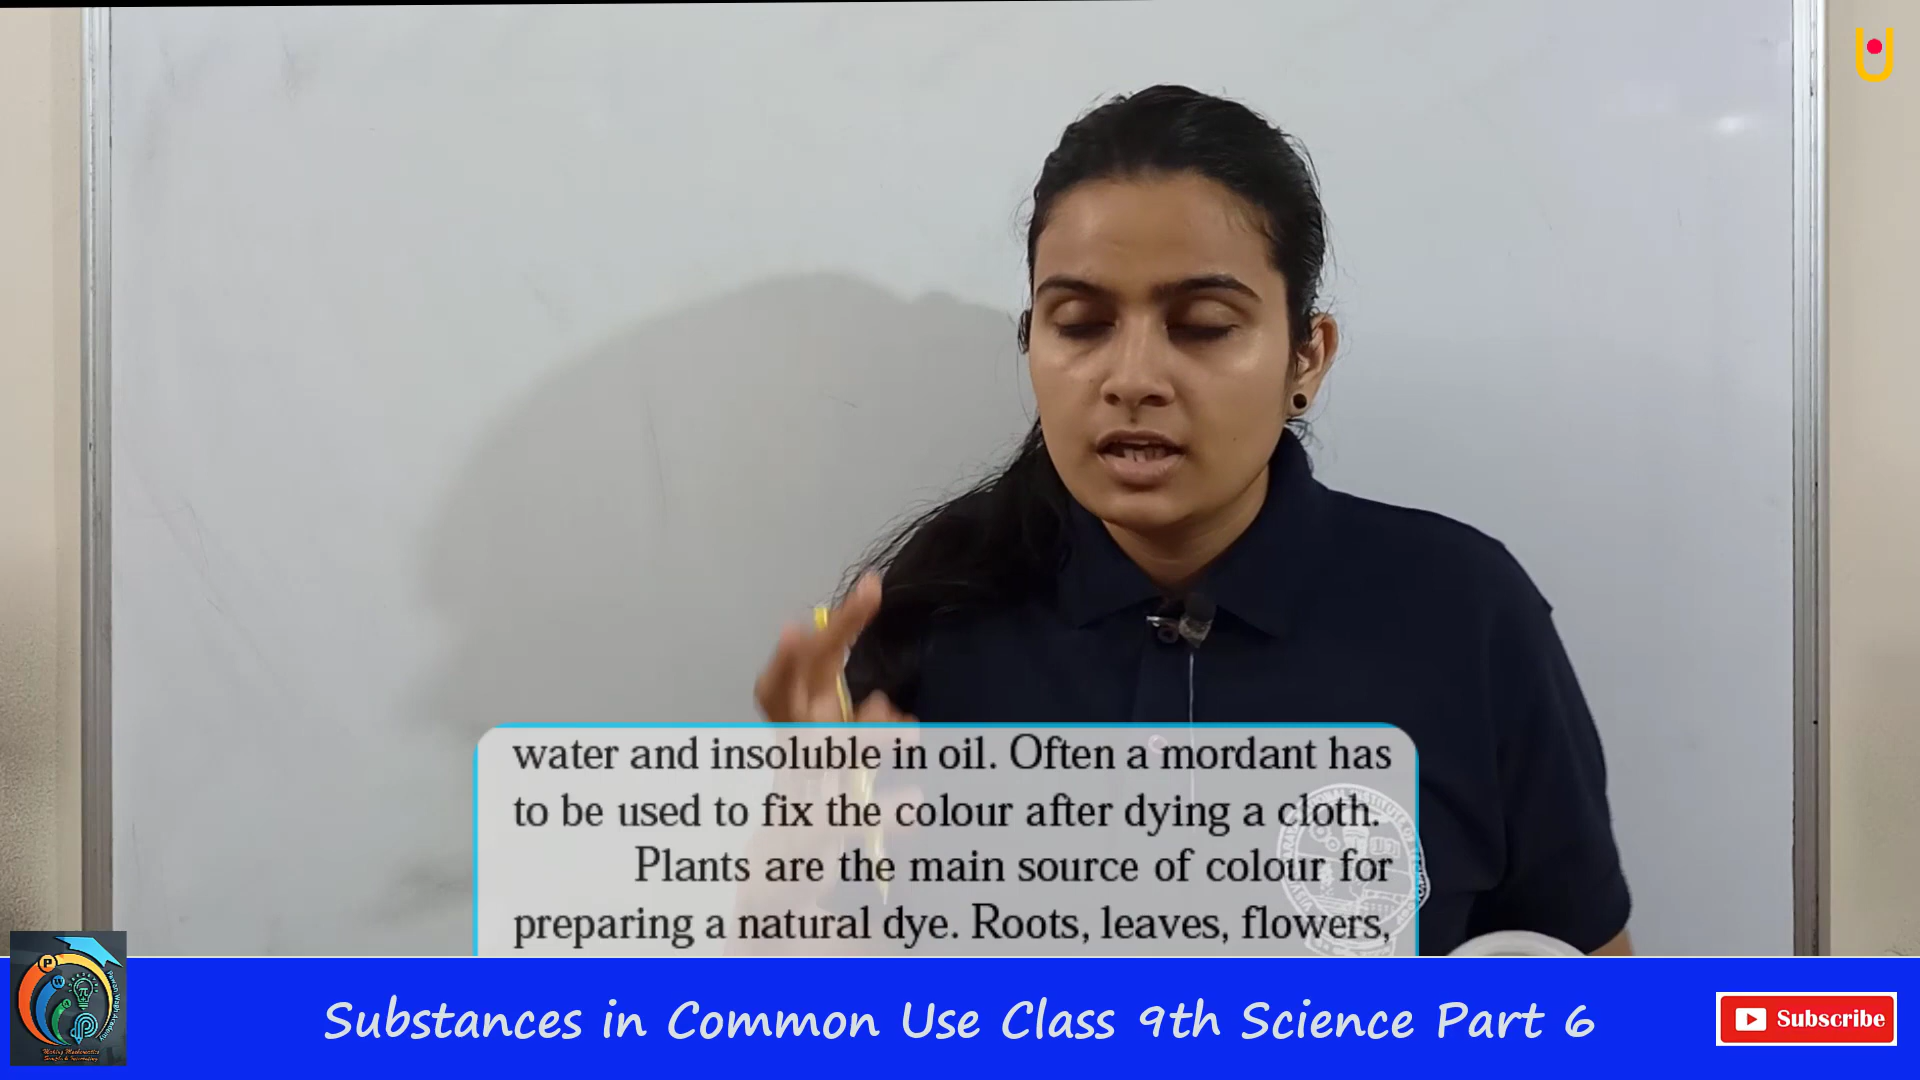 water and insoluble in oil. Often a mordant has
to be used to fix the colour after dying a cloth.
Plants are the main source of colour for
preparing a natural dye. Roots, leaves, flowers,
Substances in Common Use Class 9th Science Part 6
Subscribe